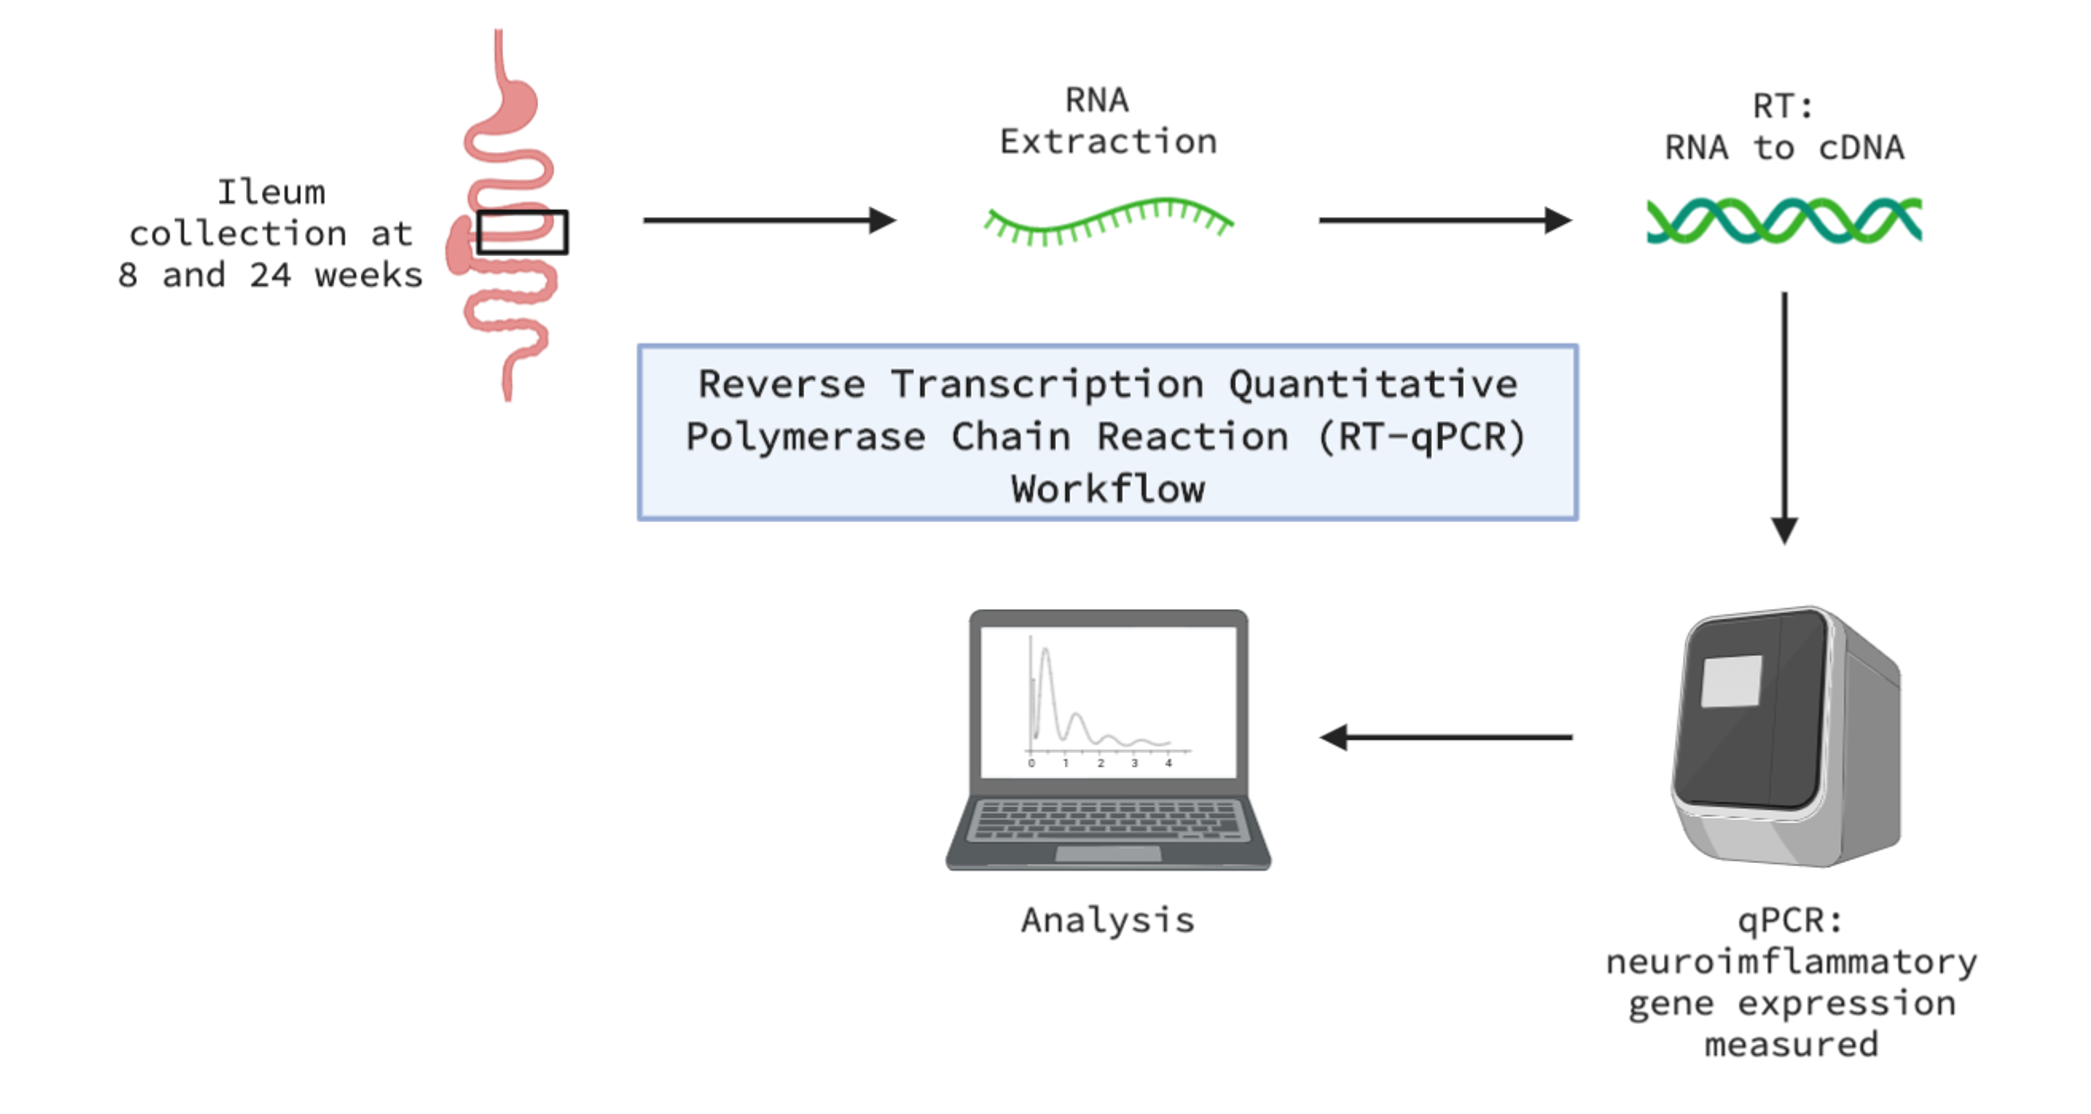 Ileum
collection at
8 and 24 weeks
RNA
Extraction
RT:
RNA to cDNA
Reverse Transcription Quantitative
Polymerase Chain Reaction (RT-qPCR)
Workflow
0 1 2 3 4
Analysis
qPCR:
neuroimflammatory
gene expression
measured